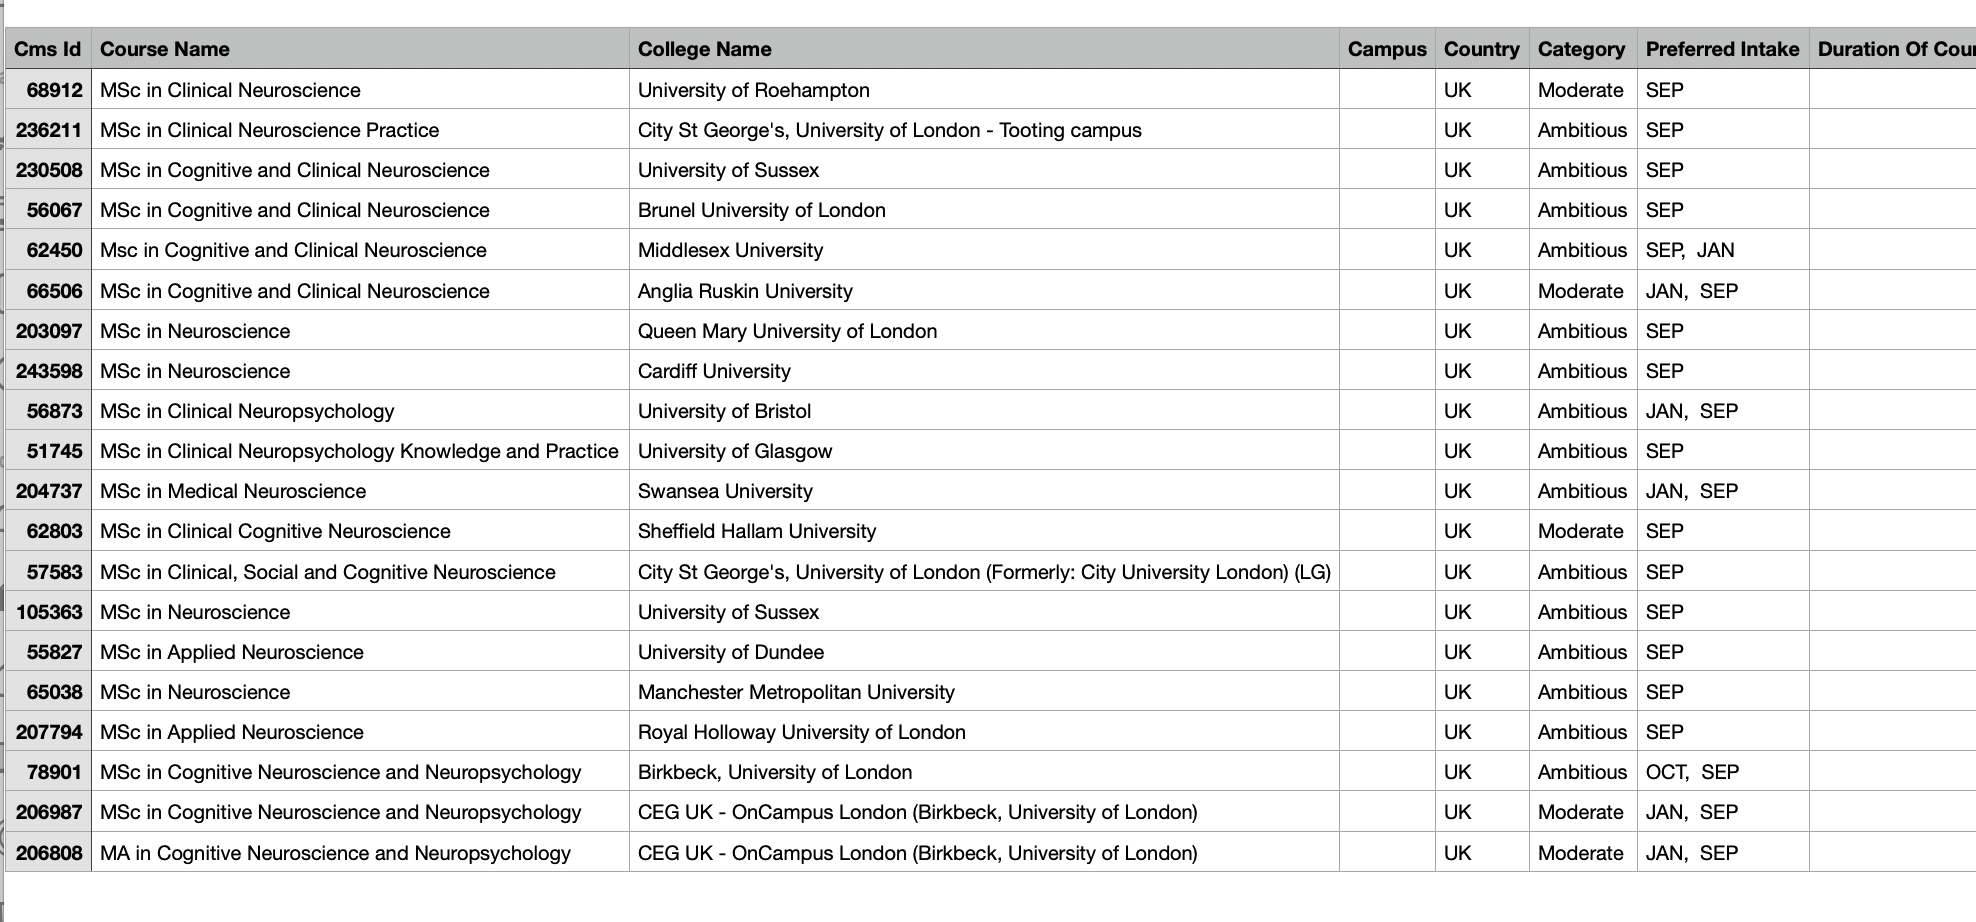 Cms Id Course Name College Name Campus Country Category Preferred Intake Duration Of Cour
68912 MSc in Clinical Neuroscience University of Roehampton UK Moderate SEP
236211 MSc in Clinical Neuroscience Practice City St George's, University of London - Tooting campus UK Ambitious SEP
230508 MSc in Cognitive and Clinical Neuroscience University of Sussex UK Ambitious SEP
56067 MSc in Cognitive and Clinical Neuroscience Brunel University of London UK Ambitious SEP
62450 Msc in Cognitive and Clinical Neuroscience Middlesex University UK Ambitious SEP, JAN
66506 MSc in Cognitive and Clinical Neuroscience Anglia Ruskin University UK Moderate JAN, SEP
203097 MSc in Neuroscience Queen Mary University of London UK Ambitious SEP
243598 MSc in Neuroscience Cardiff University UK Ambitious SEP
56873 MSc in Clinical Neuropsychology University of Bristol UK Ambitious JAN, SEP
51745 MSc in Clinical Neuropsychology Knowledge and Practice University of Glasgow UK Ambitious SEP
204737 MSc in Medical Neuroscience Swansea University UK Ambitious JAN, SEP
62803 MSc in Clinical Cognitive Neuroscience Sheffield Hallam University UK Moderate SEP
57583 MSc in Clinical, Social and Cognitive Neuroscience City St George's, University of London (Formerly: City University London) (LG) UK Ambitious SEP
105363 MSc in Neuroscience University of Sussex UK Ambitious SEP
55827 MSc in Applied Neuroscience University of Dundee UK Ambitious SEP
65038 MSc in Neuroscience Manchester Metropolitan University UK Ambitious SEP
207794 MSc in Applied Neuroscience Royal Holloway University of London UK Ambitious SEP
78901 MSc in Cognitive Neuroscience and Neuropsychology Birkbeck, University of London UK Ambitious OCT, SEP
206987 MSc in Cognitive Neuroscience and Neuropsychology CEG UK - OnCampus London (Birkbeck, University of London) UK Moderate JAN, SEP
206808 MA in Cognitive Neuroscience and Neuropsychology CEG UK - OnCampus London (Birkbeck, University of London) UK Moderate JAN, SEP